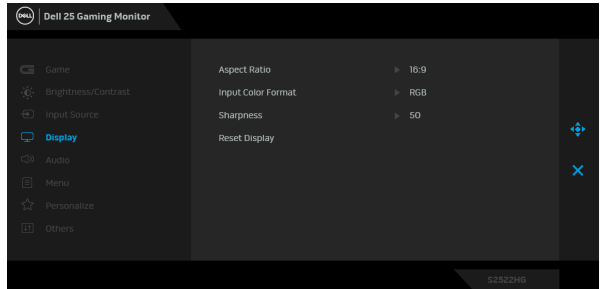 DELL
Dell 25 Gaming Monitor
Game
Aspect Ratio 16:9
Brightness/Contrast
Input Color Format RGB
Input Source
Sharpness 50
Display
Reset Display
Audio
Menu
Personalize
Others
S2522HG